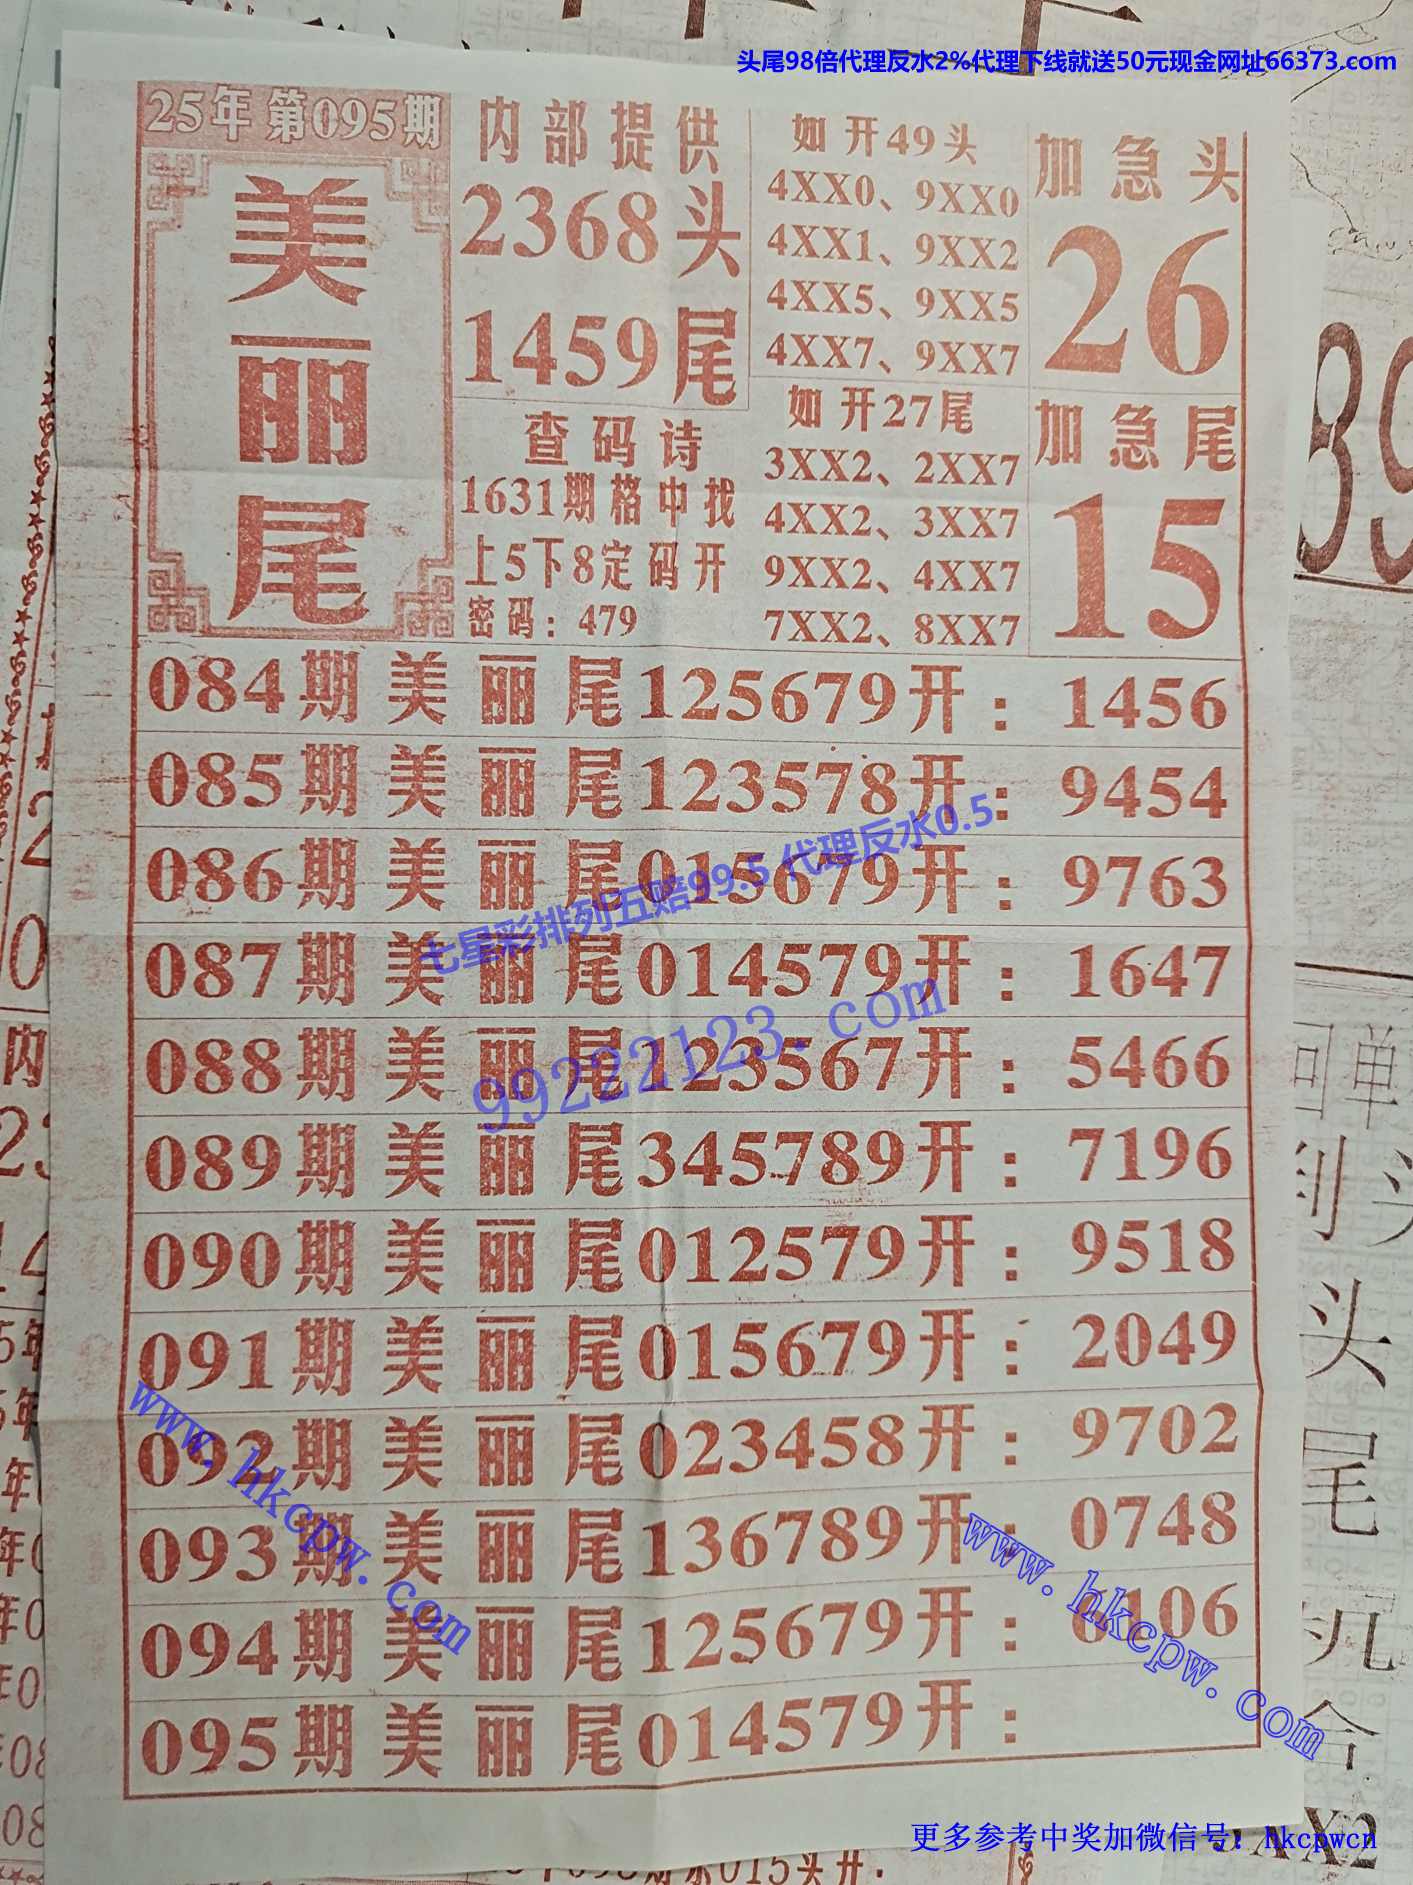 头尾98倍代理反水2%代理下线就送50元现金网址66373.com
25年 第095期
美丽尾
内部提供
2368头
1459尾
查码诗
1631期格中找
上5下8定码开
密码：479
如开49头
4XX0、9XX0
4XX1、9XX2
4XX5、9XX5
4XX7、9XX7
如开27尾
3XX2、2XX7
4XX2、3XX7
9XX2、4XX7
7XX2、8XX7
加急头
26
加急尾
15
084期美丽尾125679开：1456
085期美丽尾123578开：9454
086期美丽尾015679开：9763
087期美丽尾014579开：1647
088期美丽尾123567开：5466
089期美丽尾345789开：7196
090期美丽尾012579开：9518
091期美丽尾015679开：2049
092期美丽尾023458开：9702
093期美丽尾136789开：0748
094期美丽尾125679开：0106
095期美丽尾014579开：
七星彩排列五赔99.5 代理反水0.5
99222123.com
www.hkcpw.com
www.hkcpw.com
更多参考中奖加微信号：hkcpwcn